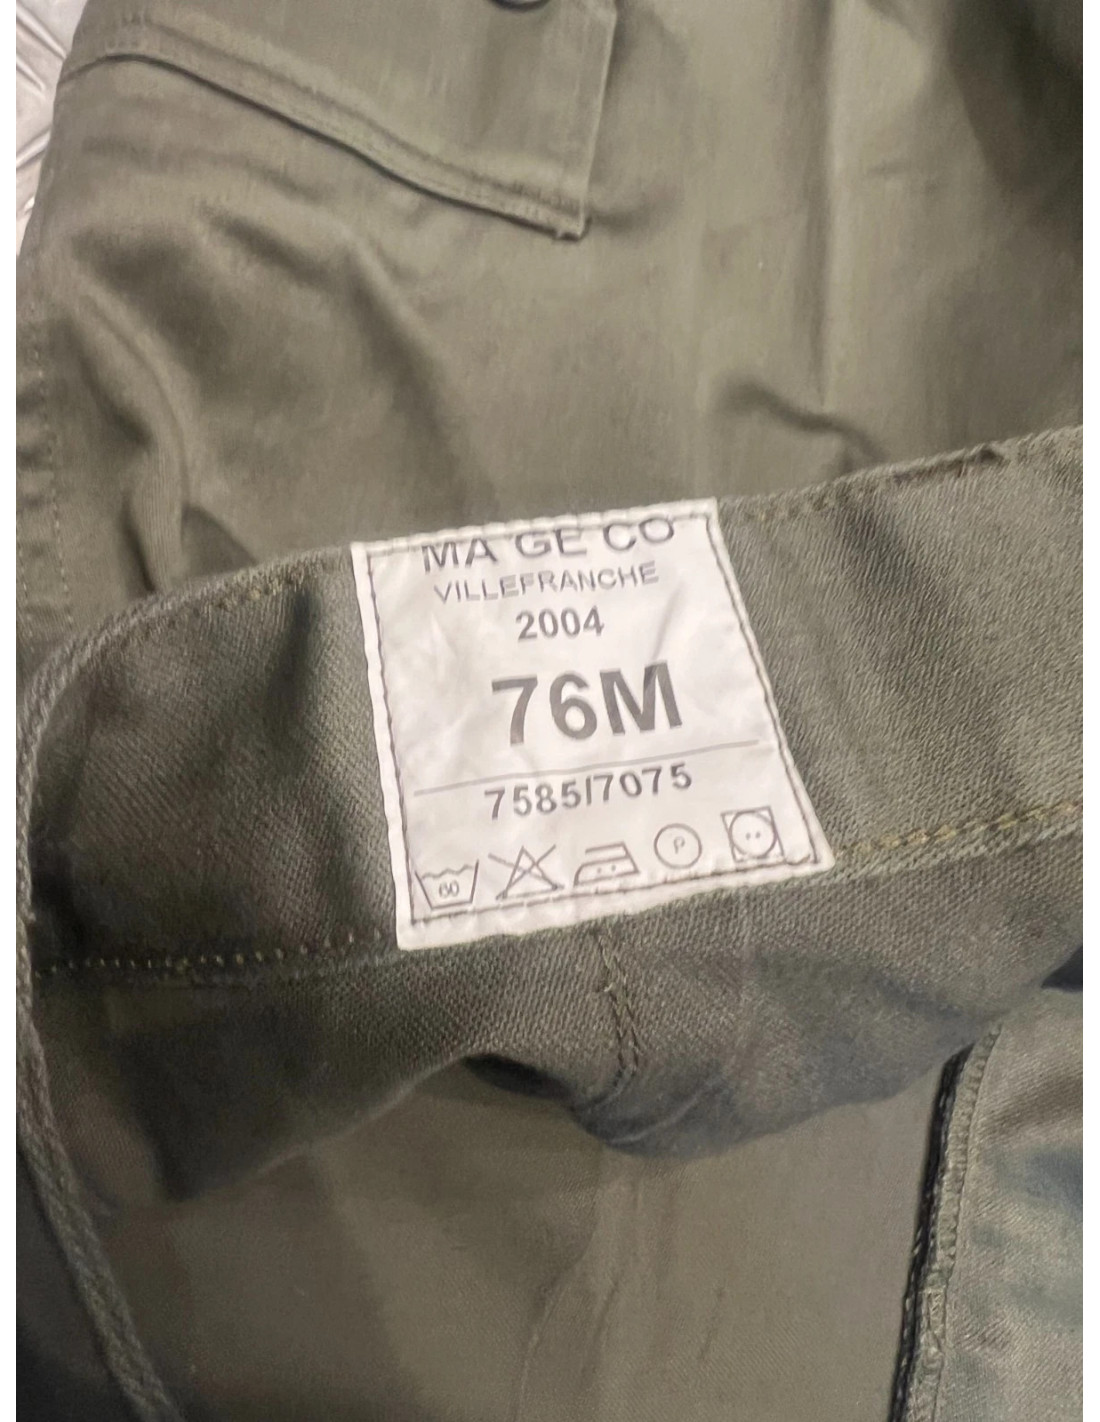 MA GE CO
VILLEFRANCHE
2004
76M
7585/7075
60 P